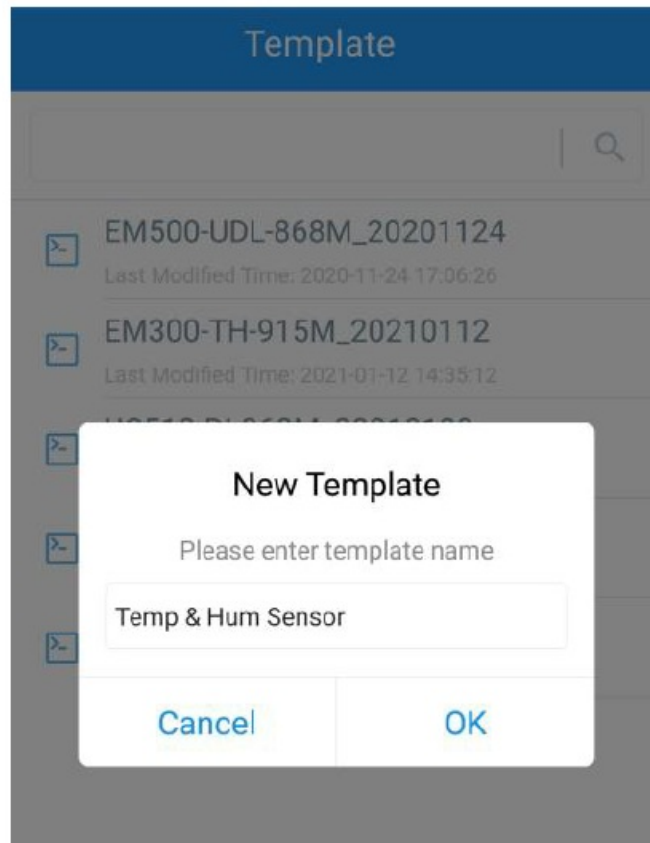 Template
EM500-UDL-868M_20201124
Last Modified Time: 2020-11-24 17:06:26
EM300-TH-915M_20210112
Last Modified Time: 2021-01-12 14:35:12
New Template
Please enter template name
Temp & Hum Sensor
Cancel OK